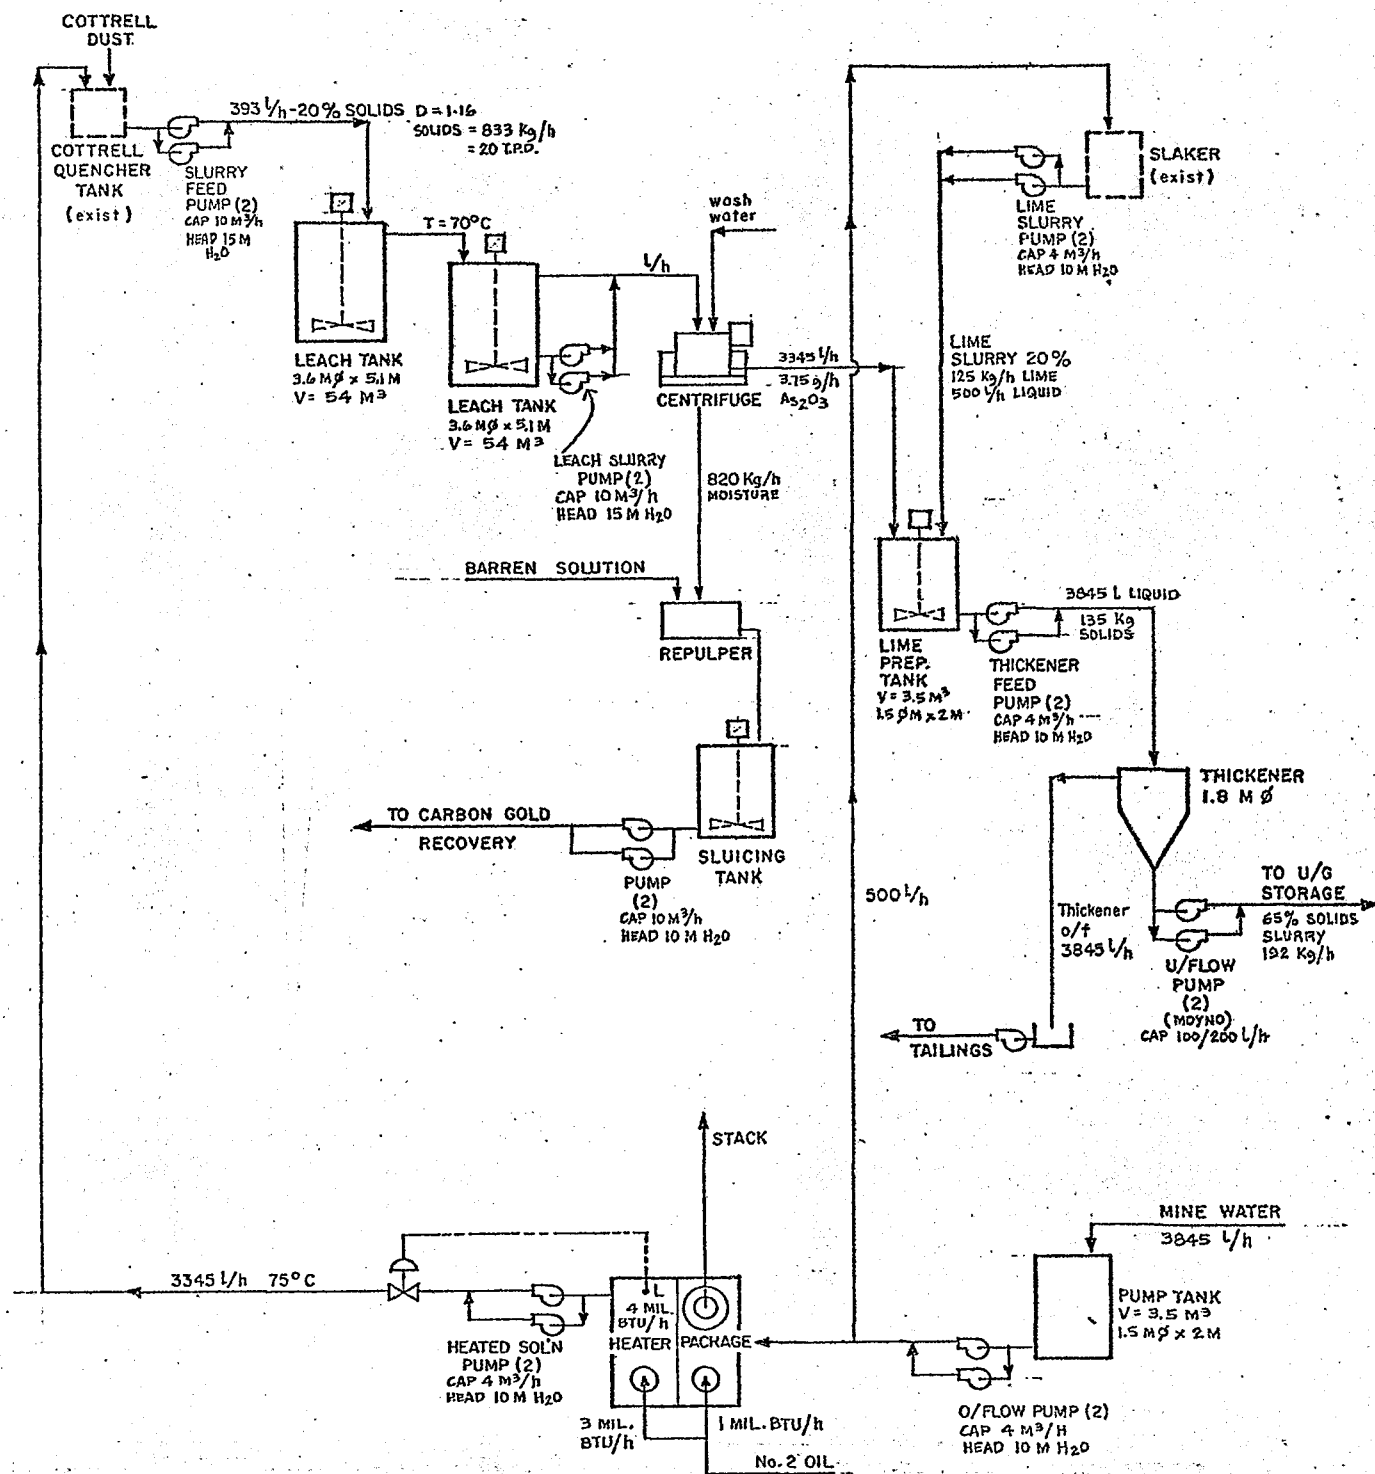 COTTRELL
DUST
COTTRELL
QUENCHER
TANK
(exist)
393 l/h-20% SOLIDS D=1.16
SOLIDS = 833 Kg/h
= 20 T.P.D.
SLURRY
FEED
PUMP (2)
CAP 10 M³/h
HEAD 15 M
H₂O
LEACH TANK
3.6 MØ x 5.1M
V= 54 M³
T=70°C
LEACH TANK
3.6 MØ x 5.1M
V= 54 M³
LEACH SLURRY
PUMP (2)
CAP 10 M³/h
HEAD 15 M H₂O
l/h
wash
water
CENTRIFUGE
3345 l/h
3.75 g/h
As₂O₃
820 Kg/h
MOISTURE
BARREN SOLUTION
REPULPER
SLUICING
TANK
TO CARBON GOLD
RECOVERY
PUMP
(2)
CAP 10 M³/h
HEAD 10 M H₂O
SLAKER
(exist)
LIME
SLURRY
PUMP (2)
CAP 4 M³/h
HEAD 10 M H₂O
LIME
SLURRY 20%
125 Kg/h LIME
500 l/h LIQUID
LIME
PREP.
TANK
V=3.5 M³
1.5 ØM x 2M
3845 L LIQUID
135 Kg
SOLIDS
THICKENER
FEED
PUMP (2)
CAP 4 M³/h
HEAD 10 M H₂O
THICKENER
1.8 M Ø
TO U/G
STORAGE
65% SOLIDS
SLURRY
192 Kg/h
U/FLOW
PUMP
(2)
(MOYNO)
CAP 100/200 l/h
Thickener
o/f
3845 l/h
500 l/h
TO
TAILINGS
STACK
MINE WATER
3845 l/h
PUMP TANK
V= 3.5 M³
1.5 MØ x 2 M
O/FLOW PUMP (2)
CAP 4 M³/H
HEAD 10 M H₂O
3345 l/h 75°C
HEATED SOL'N
PUMP (2)
CAP 4 M³/h
HEAD 10 M H₂O
4 MIL.
BTU/h
HEATER PACKAGE
3 MIL.
BTU/h
1 MIL. BTU/h
No. 2 OIL